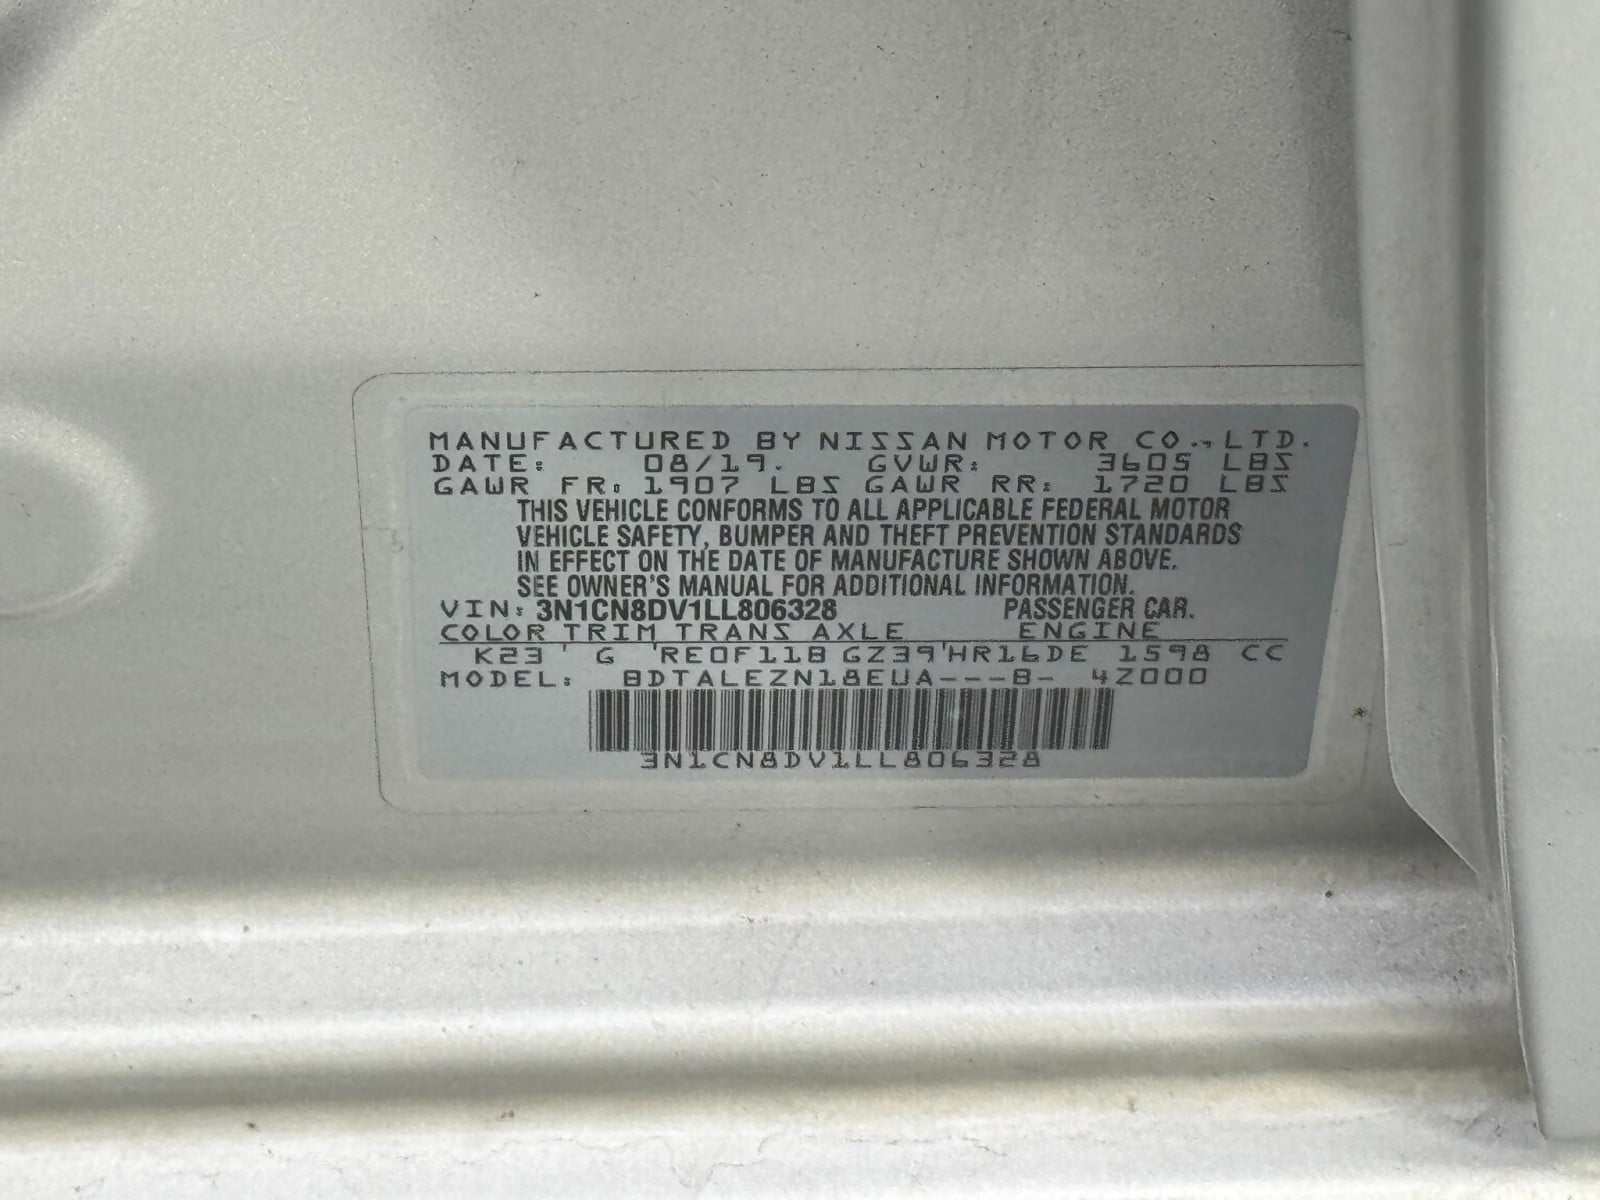 MANUFACTURED BY NISSAN MOTOR CO., LTD.
DATE: 08/19. GVWR: 3605 LBS
GAWR FR: 1907 LBS GAWR RR: 1720 LBS
THIS VEHICLE CONFORMS TO ALL APPLICABLE FEDERAL MOTOR
VEHICLE SAFETY, BUMPER AND THEFT PREVENTION STANDARDS
IN EFFECT ON THE DATE OF MANUFACTURE SHOWN ABOVE.
SEE OWNER'S MANUAL FOR ADDITIONAL INFORMATION.
VIN: 3N1CN8DV1LL806328 PASSENGER CAR.
COLOR TRIM TRANS AXLE ENGINE
K23 ' G 'RE0F11B GZ39'HR16DE 1598 CC
MODEL: BDTALEZN18EUA---B- 4Z000
3N1CN8DV1LL806328